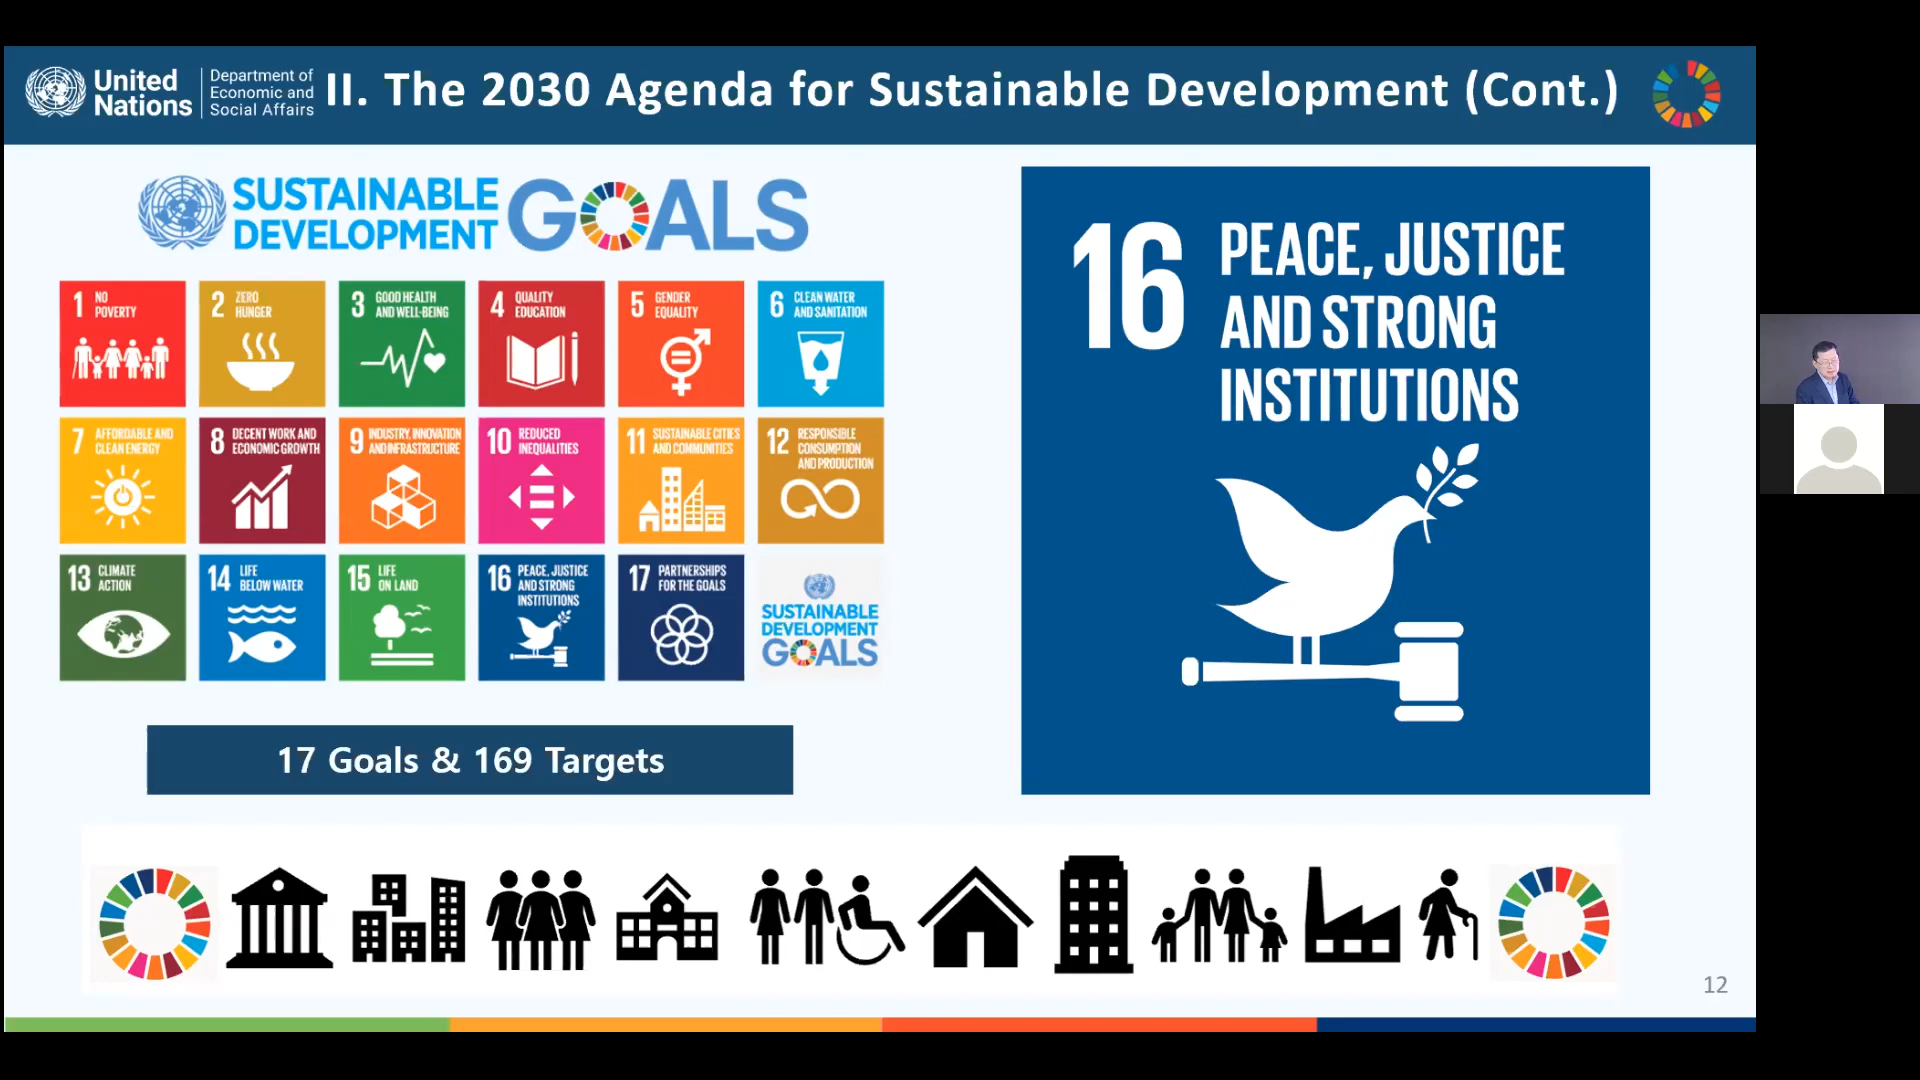 United
Nations
Department of
Economic and
Social Affairs
II. The 2030 Agenda for Sustainable Development (Cont.)
SUSTAINABLE
DEVELOPMENT
GOALS
1 NO
POVERTY
2 ZERO
HUNGER
3 GOOD HEALTH
AND WELL-BEING
4 QUALITY
EDUCATION
5 GENDER
EQUALITY
6 CLEAN WATER
AND SANITATION
7 AFFORDABLE AND
CLEAN ENERGY
8 DECENT WORK AND
ECONOMIC GROWTH
9 INDUSTRY, INNOVATION
AND INFRASTRUCTURE
10 REDUCED
INEQUALITIES
11 SUSTAINABLE CITIES
AND COMMUNITIES
12 RESPONSIBLE
CONSUMPTION
AND PRODUCTION
13 CLIMATE
ACTION
14 LIFE
BELOW WATER
15 LIFE
ON LAND
16 PEACE, JUSTICE
AND STRONG
INSTITUTIONS
17 PARTNERSHIPS
FOR THE GOALS
SUSTAINABLE
DEVELOPMENT
GOALS
17 Goals & 169 Targets
16 PEACE, JUSTICE
AND STRONG
INSTITUTIONS
12